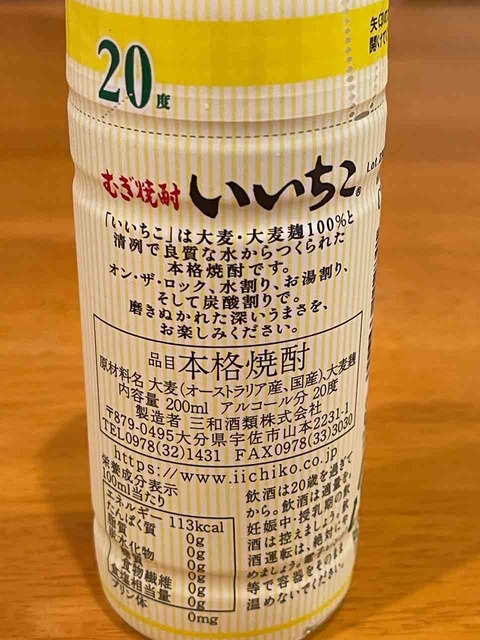 20度
むぎ焼酎 いいちこ®
「いいちこ」は大麦・大麦麹100%と
清冽で良質な水からつくられた
本格焼酎です。
オン・ザ・ロック、水割り、お湯割り、
そして炭酸割りで。
磨きぬかれた深いうまさを、
お楽しみください。
品目 本格焼酎
原材料名 大麦(オーストラリア産、国産)、大麦麹
内容量 200ml アルコール分 20度
製造者 三和酒類株式会社
〒879-0495大分県宇佐市山本2231-1
TEL0978(32)1431 FAX0978(33)3030
https://www.iichiko.co.jp
栄養成分表示
100ml当たり
エネルギー 113kcal
たんぱく質 0g
脂質 0g
炭水化物 0g
糖質 0g
食物繊維 0g
食塩相当量 0g
プリン体 0mg
飲酒は20歳を過ぎて
から。飲酒は適量を。
妊娠中・授乳期の飲
酒は控えましょう。飲
酒運転は、絶対にや
めましょう。
等で容器をそのまま
温めないでください。
Lot